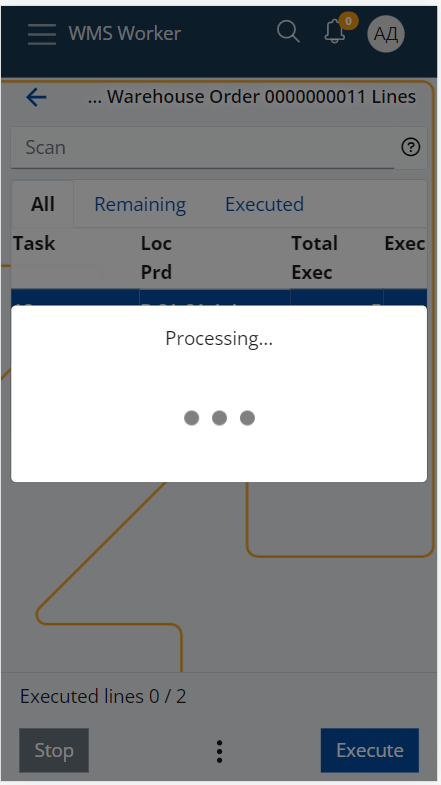 WMS Worker
0
АД
... Warehouse Order 0000000011 Lines
Scan
All Remaining Executed
Task Loc Total Exec
Prd Exec
Processing...
Executed lines 0 / 2
Stop Execute